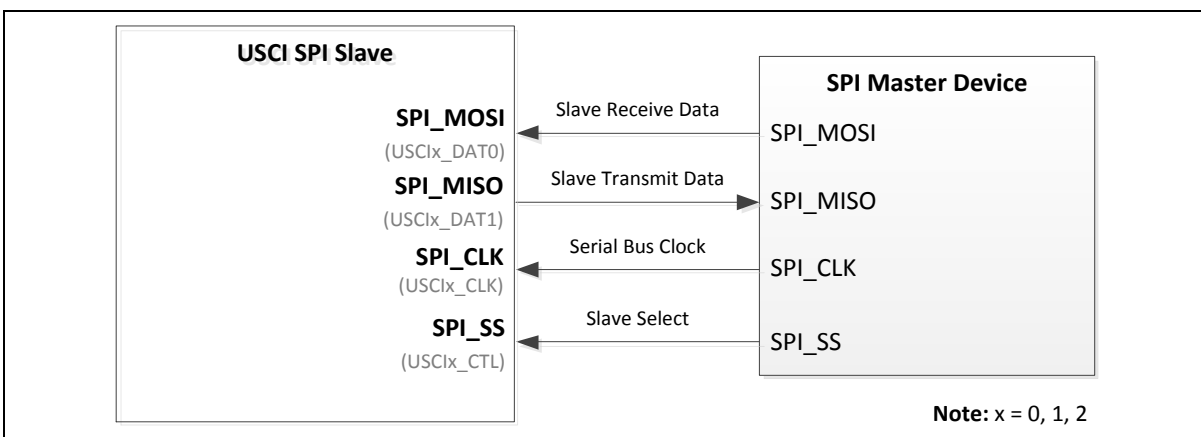 USCI SPI Slave
SPI Master Device
SPI_MOSI
(USCIx_DAT0)
Slave Receive Data
SPI_MOSI
SPI_MISO
(USCIx_DAT1)
Slave Transmit Data
SPI_MISO
SPI_CLK
(USCIx_CLK)
Serial Bus Clock
SPI_CLK
SPI_SS
(USCIx_CTL)
Slave Select
SPI_SS
Note: x = 0, 1, 2